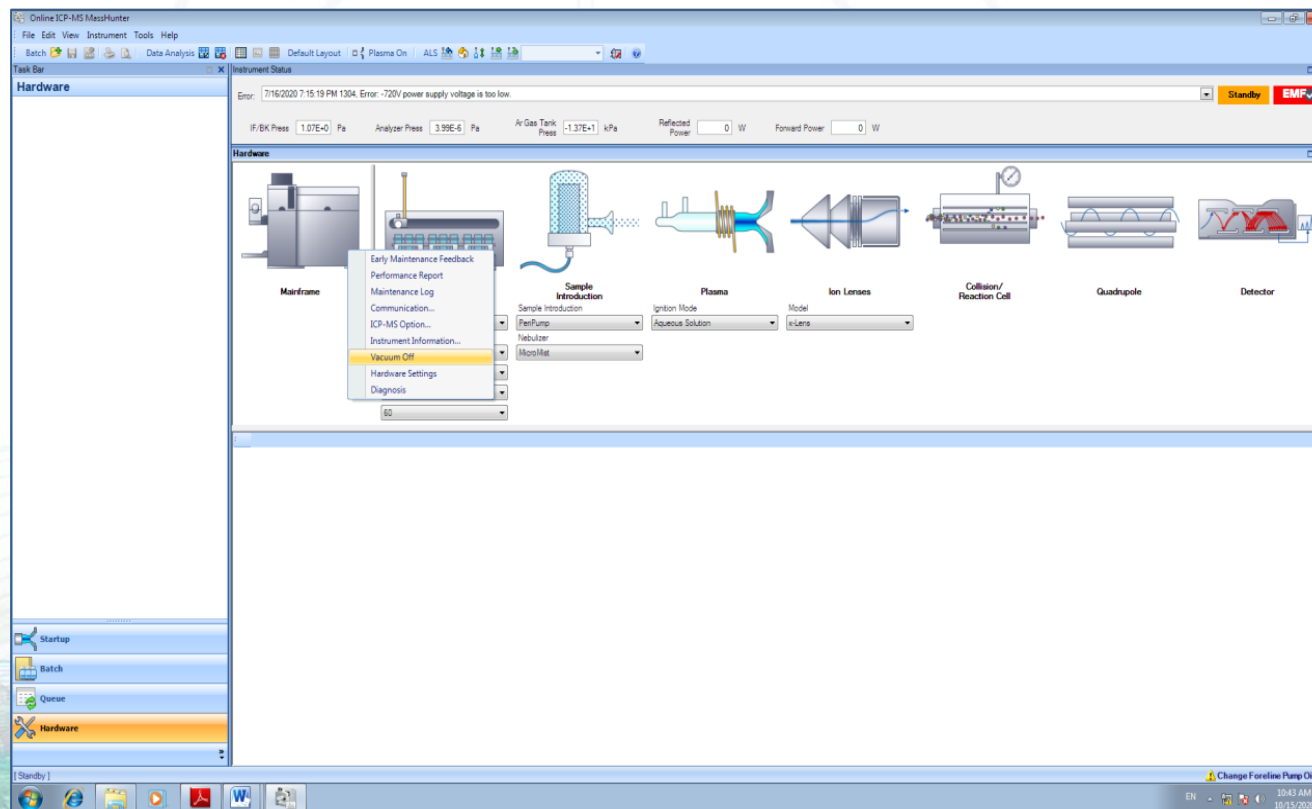 Online ICP-MS MassHunter
File Edit View Instrument Tools Help
Batch Data Analysis Default Layout Plasma On ALS
Task Bar
Instrument Status
Hardware
Error: 7/16/2020 7:15:19 PM 1304, Error: -720V power supply voltage is too low.
Standby
EMF
IF/BK Press 1.07E+0 Pa Analyzer Press 3.99E-6 Pa Ar Gas Tank Press -1.37E+1 kPa Reflected Power 0 W Forward Power 0 W
Hardware
Mainframe
Sample Introduction
Plasma
Ion Lenses
Collision/Reaction Cell
Quadrupole
Detector
Early Maintenance Feedback
Performance Report
Maintenance Log
Communication...
ICP-MS Option...
Instrument Information...
Vacuum Off
Hardware Settings
Diagnosis
60
Sample Introduction
PeriPump
Nebulizer
MicroMist
Ignition Mode
Aqueous Solution
Model
x-Lens
Startup
Batch
Queue
Hardware
[ Standby ]
Change Foreline Pump Oil
EN
10:43 AM